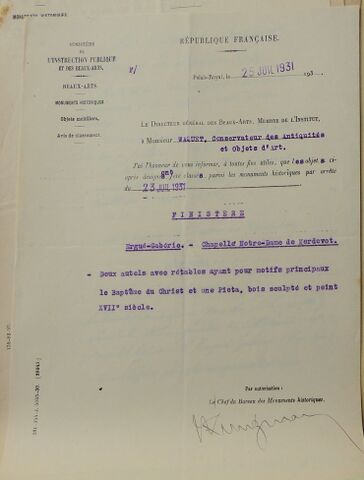 MINISTÈRE
DE
L'INSTRUCTION PUBLIQUE
ET DES BEAUX-ARTS.
BEAUX-ARTS.
MONUMENTS HISTORIQUES
Objets mobiliers.
Avis de classement.
RÉPUBLIQUE FRANÇAISE.
Palais-Royal, le 25 JUIL 1931 193
LE DIRECTEUR GÉNÉRAL DES BEAUX-ARTS, MEMBRE DE L'INSTITUT,
à Monsieur WAQUET, Conservateur des Antiquités
et Objets d'Art.
J'ai l'honneur de vous informer, à toutes fins utiles, que les objets ci-
après désignés ont été classés, parmi les monuments historiques par arrêté
du 23 JUIL 1931
FINISTERE
Ergué-Gabéric. - Chapelle Notre-Dame de Kerdevot.
- Deux autels avec rétables ayant pour motifs principaux
le Baptême du Christ et une Pieta, bois sculpté et peint
XVII° siècle.
Par autorisation :
Le Chef du Bureau des Monuments historiques,